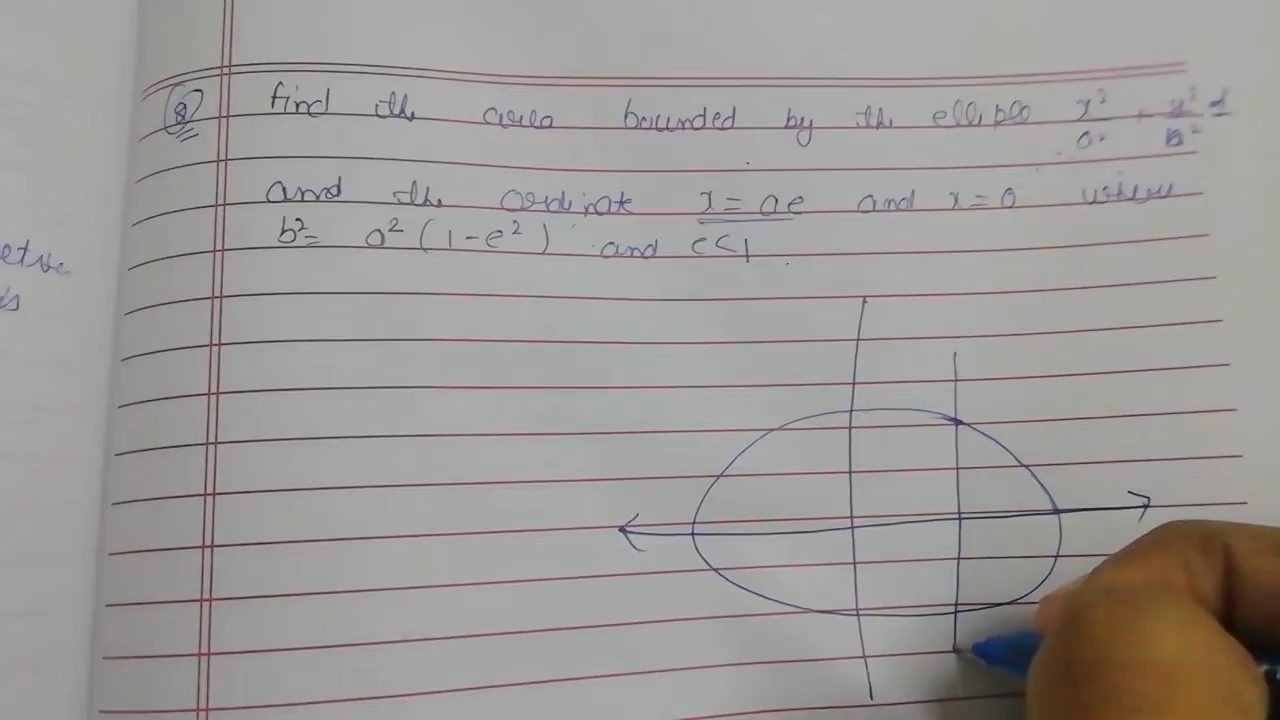 Q find the area bounded by the ellipse x²/a² + y²/b² = 1
and the ordinate x = ae and x = 0 where
b² = a² (1 - e²) and e < 1
is